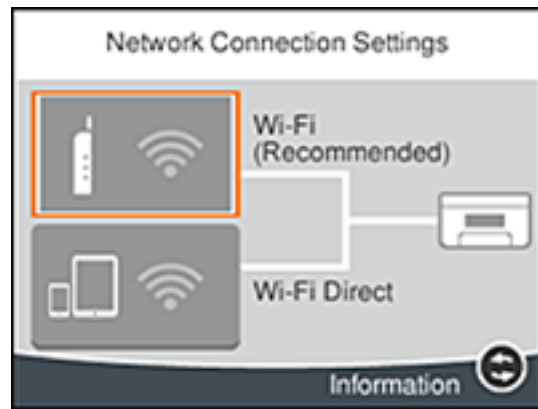 Network Connection Settings
Wi-Fi
(Recommended)
Wi-Fi Direct
Information